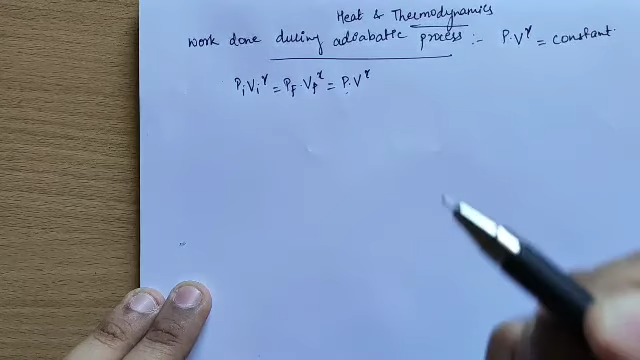 Heat & Thermodynamics
work done during adiabatic process :- P.V^γ = constant.
P_i V_i^γ = P_f . V_f^γ = P.V^γ